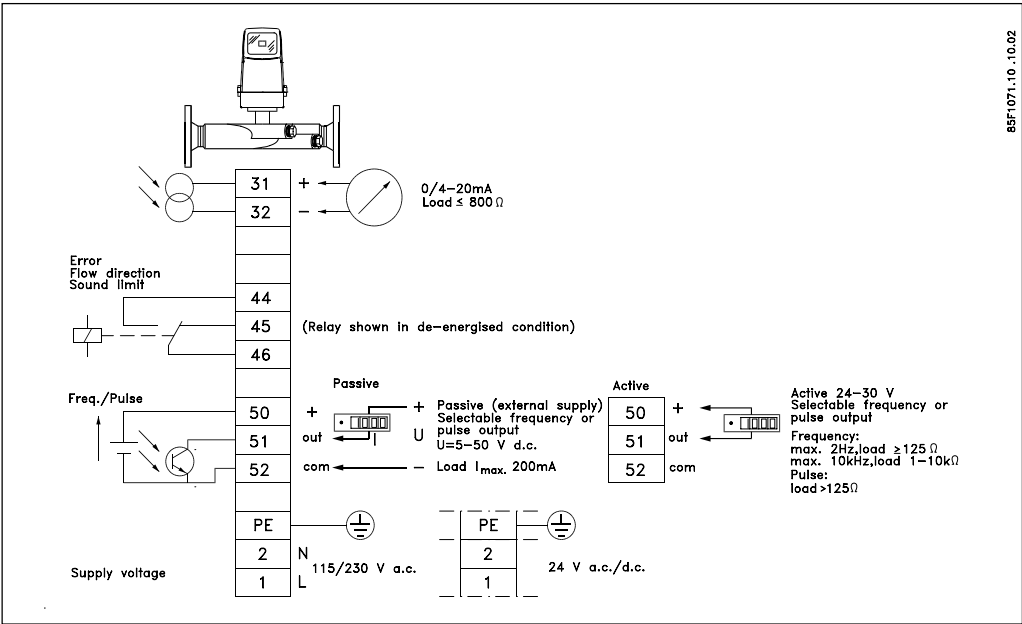 85F1071.10 .10.02
31
+
0/4-20mA
Load ≤ 800 Ω
32
-
Error
Flow direction
Sound limit
44
45
(Relay shown in de-energised condition)
46
Freq./Pulse
Passive
50
+
+
Passive (external supply)
Selectable frequency or
pulse output
U=5-50 V d.c.
U
51
out
52
com
- Load Imax. 200mA
Active
50
+
51
out
52
com
Active 24-30 V
Selectable frequency or
pulse output
Frequency:
max. 2Hz,load ≥125 Ω
max. 10kHz,load 1-10kΩ
Pulse:
load >125Ω
PE
2
N
115/230 V a.c.
1
L
Supply voltage
PE
2
24 V a.c./d.c.
1